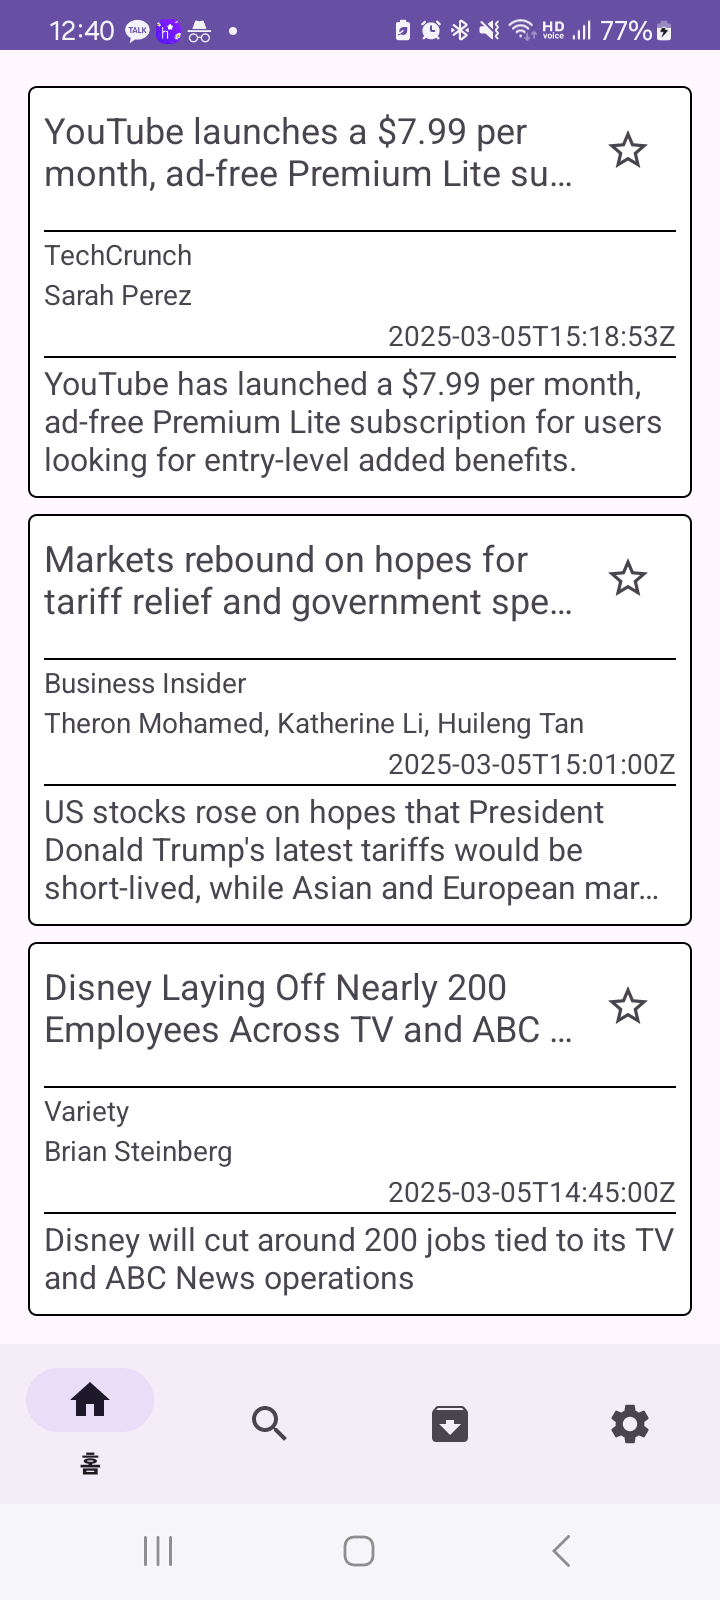 12:40 TALK h HD voice 77%
YouTube launches a $7.99 per
month, ad-free Premium Lite su...
TechCrunch
Sarah Perez
2025-03-05T15:18:53Z
YouTube has launched a $7.99 per month,
ad-free Premium Lite subscription for users
looking for entry-level added benefits.
Markets rebound on hopes for
tariff relief and government spe...
Business Insider
Theron Mohamed, Katherine Li, Huileng Tan
2025-03-05T15:01:00Z
US stocks rose on hopes that President
Donald Trump's latest tariffs would be
short-lived, while Asian and European mar...
Disney Laying Off Nearly 200
Employees Across TV and ABC ...
Variety
Brian Steinberg
2025-03-05T14:45:00Z
Disney will cut around 200 jobs tied to its TV
and ABC News operations
홈